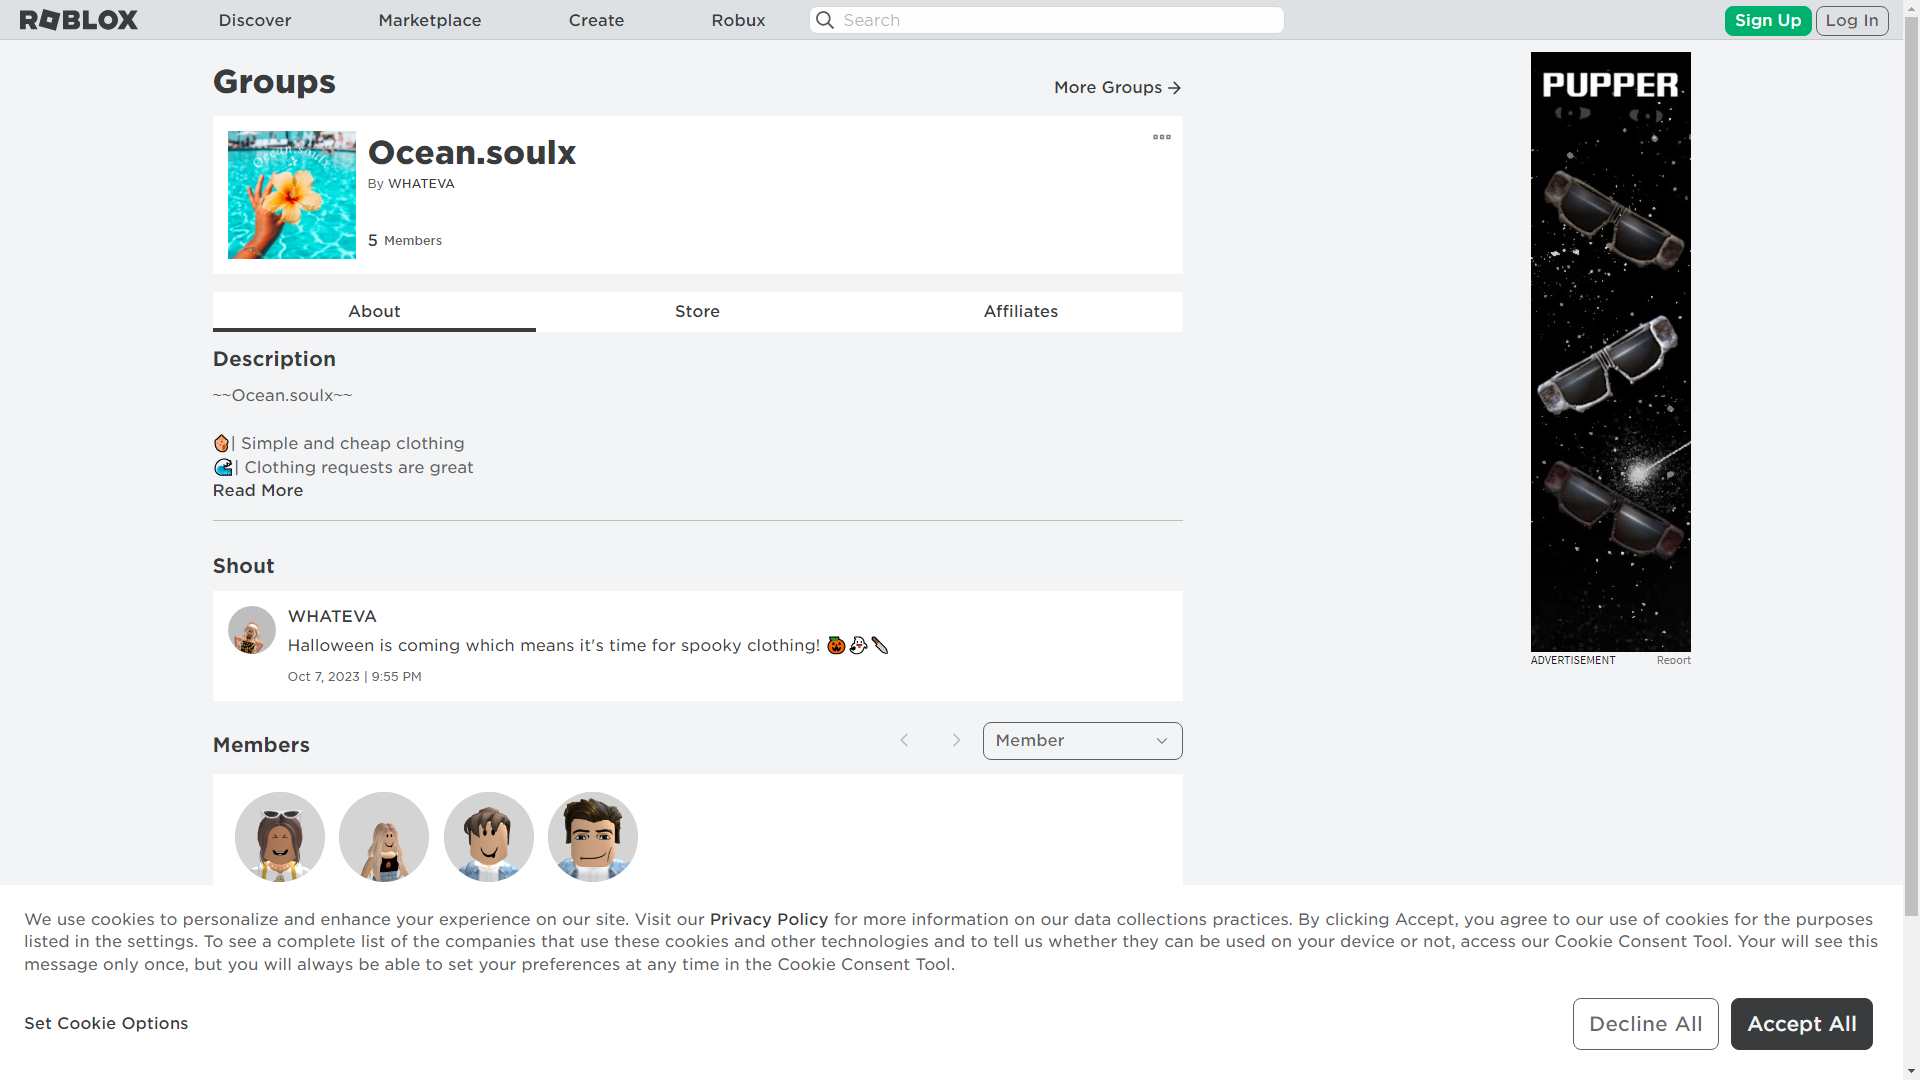 ROBLOX
Discover
Marketplace
Create
Robux
Search
Sign Up
Log In
Groups
More Groups
Ocean.soulx
Ocean.soulx
By WHATEVA
5 Members
About
Store
Affiliates
Description
~~Ocean.soulx~~
| Simple and cheap clothing
| Clothing requests are great
Read More
Shout
WHATEVA
Halloween is coming which means it's time for spooky clothing!
Oct 7, 2023 | 9:55 PM
Members
Member
PUPPER
ADVERTISEMENT
Report
We use cookies to personalize and enhance your experience on our site. Visit our Privacy Policy for more information on our data collections practices. By clicking Accept, you agree to our use of cookies for the purposes
listed in the settings. To see a complete list of the companies that use these cookies and other technologies and to tell us whether they can be used on your device or not, access our Cookie Consent Tool. Your will see this
message only once, but you will always be able to set your preferences at any time in the Cookie Consent Tool.
Set Cookie Options
Decline All
Accept All